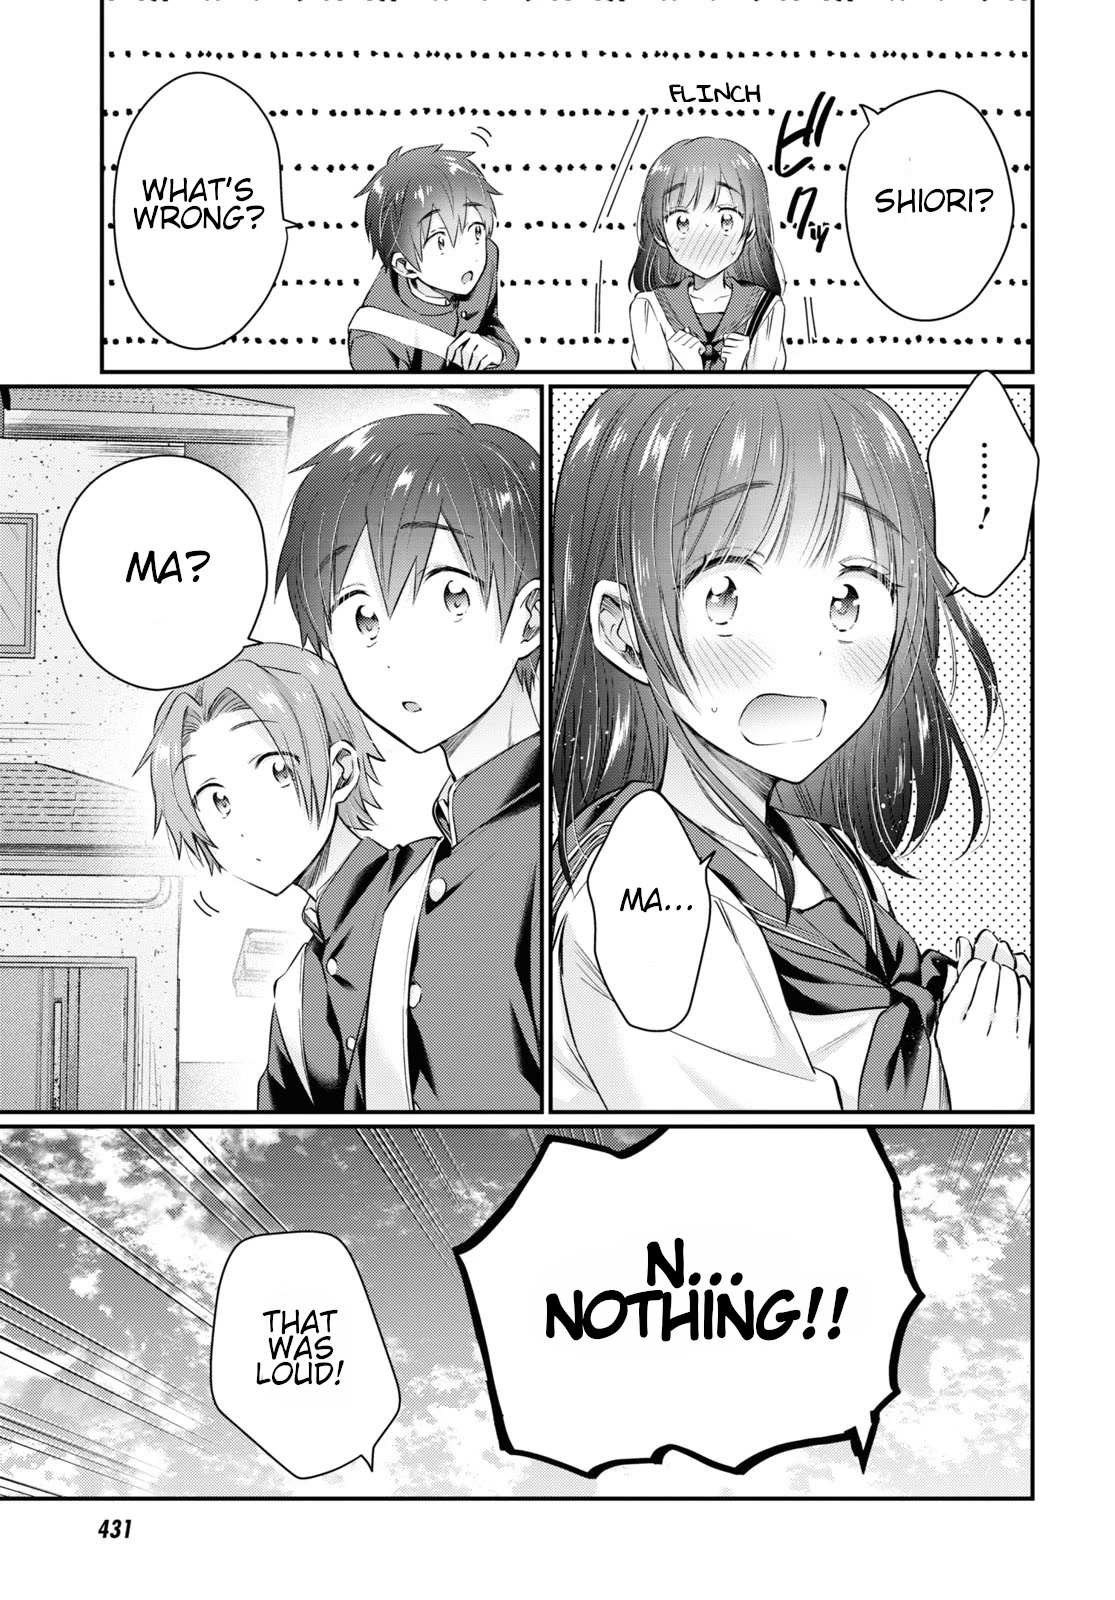 SHIORI?
FLINCH
ビ
クッ
WHAT'S
WRONG?
......!
MA...
MA?
N...
NOTHING!!
THAT
WAS
LOUD!
431